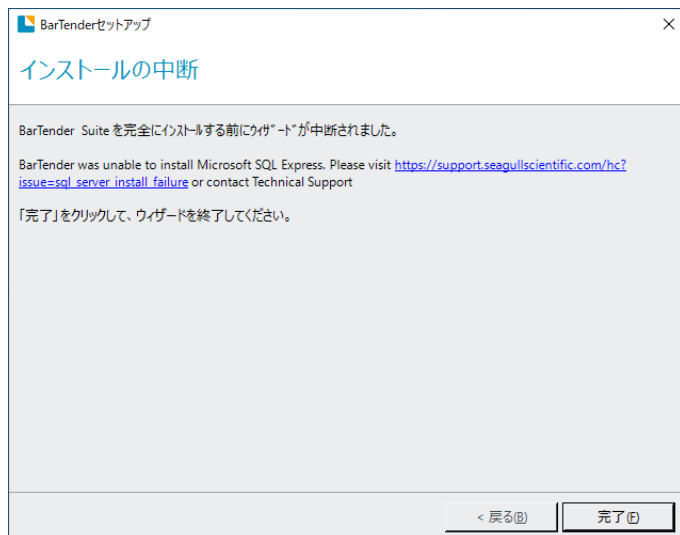 BarTenderセットアップ
インストールの中断
BarTender Suite を完全にインストールする前にウィザードが中断されました。
BarTender was unable to install Microsoft SQL Express. Please visit https://support.seagullscientific.com/hc?
issue=sql_server_install_failure or contact Technical Support
「完了」をクリックして、ウィザードを終了してください。
< 戻る(B)
完了(F)